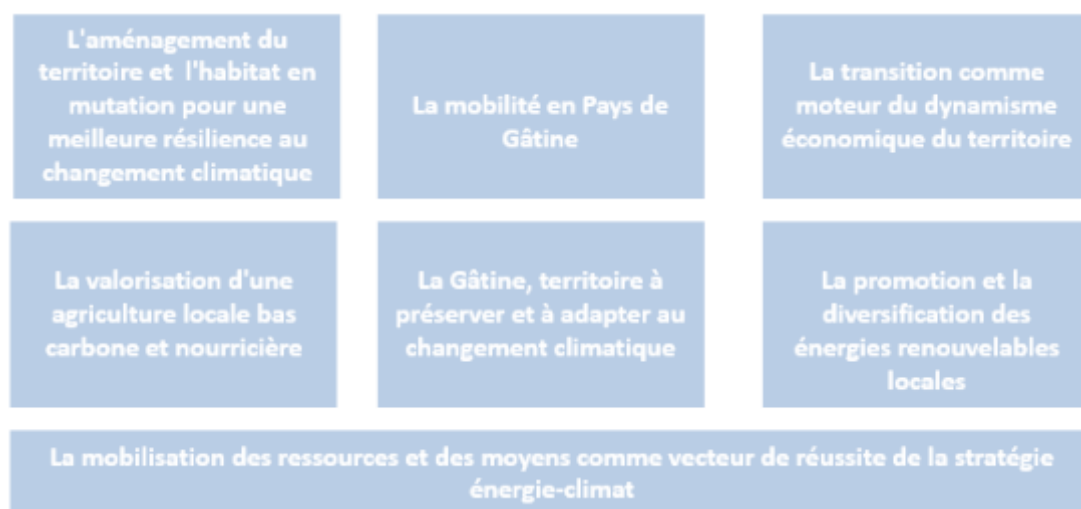 L'aménagement du
territoire et l'habitat en
mutation pour une
meilleure résilience au
changement climatique
La mobilité en Pays de
Gâtine
La transition comme
moteur du dynamisme
économique du territoire
La valorisation d'une
agriculture locale bas
carbone et nourricière
La Gâtine, territoire à
préserver et à adapter au
changement climatique
La promotion et la
diversification des
énergies renouvelables
locales
La mobilisation des ressources et des moyens comme vecteur de réussite de la stratégie
énergie-climat